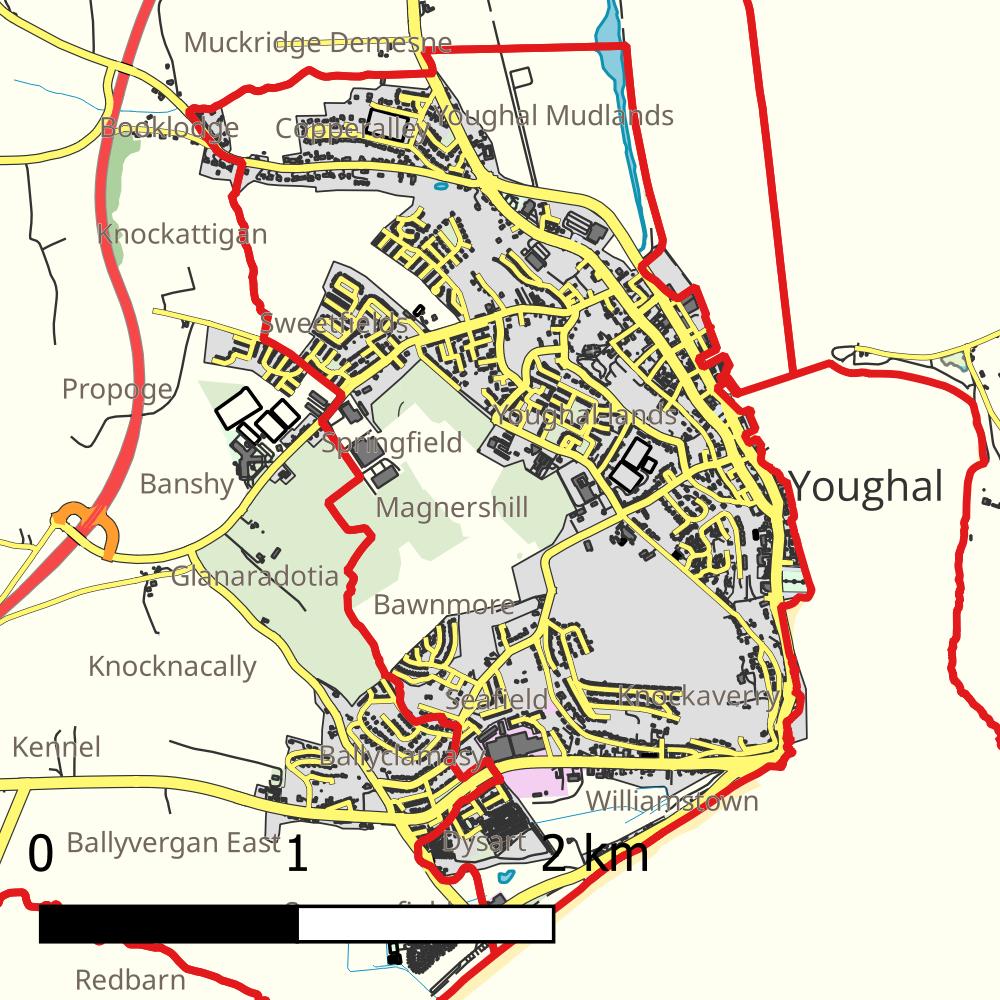 Muckridge Demesne
Youghal Mudlands
Booklodge
Copperalley
Knockattigan
Sweetfields
Propoge
Youghal-lands
Springfield
Banshy
Youghal
Magnershill
Glanaradotia
Bawnmore
Knocknacally
Seafield
Knockaverry
Kennel
Ballyclamasy
Williamstown
Ballyvergan East
Dysart
0 1 2 km
Redbarn